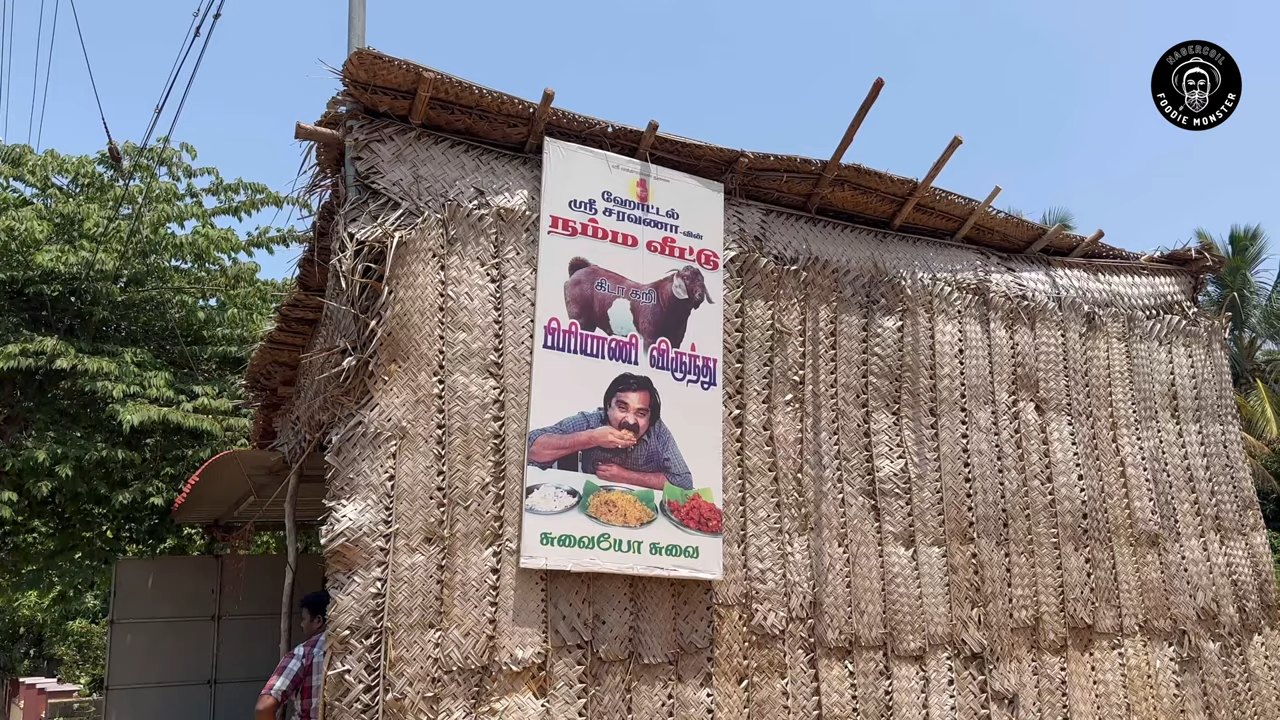 ஹோட்டல்
ஸ்ரீ சரவணா-வின்
நம்ம வீட்டு
கிடா கறி
பிரியாணி விருந்து
சுவையோ சுவை
NAGERCOIL
FOODIE MONSTER